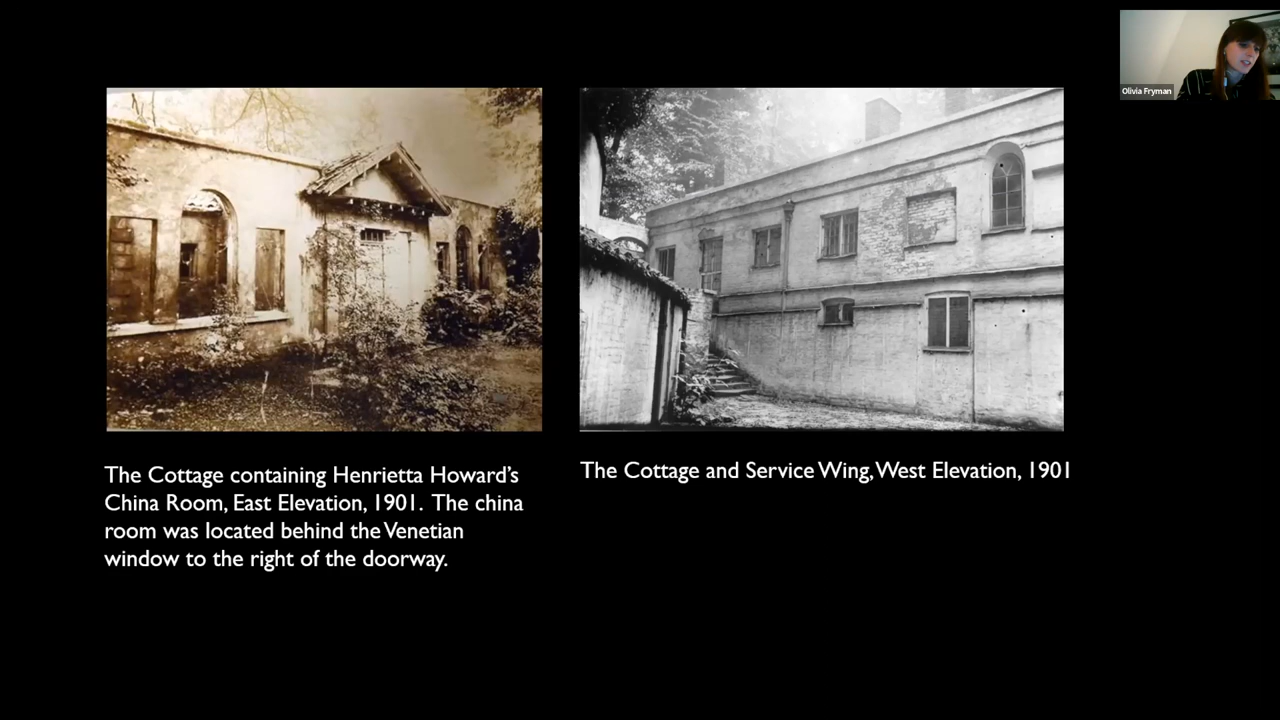 Olivia Fryman
The Cottage containing Henrietta Howard’s
China Room, East Elevation, 1901. The china
room was located behind the Venetian
window to the right of the doorway.
The Cottage and Service Wing, West Elevation, 1901